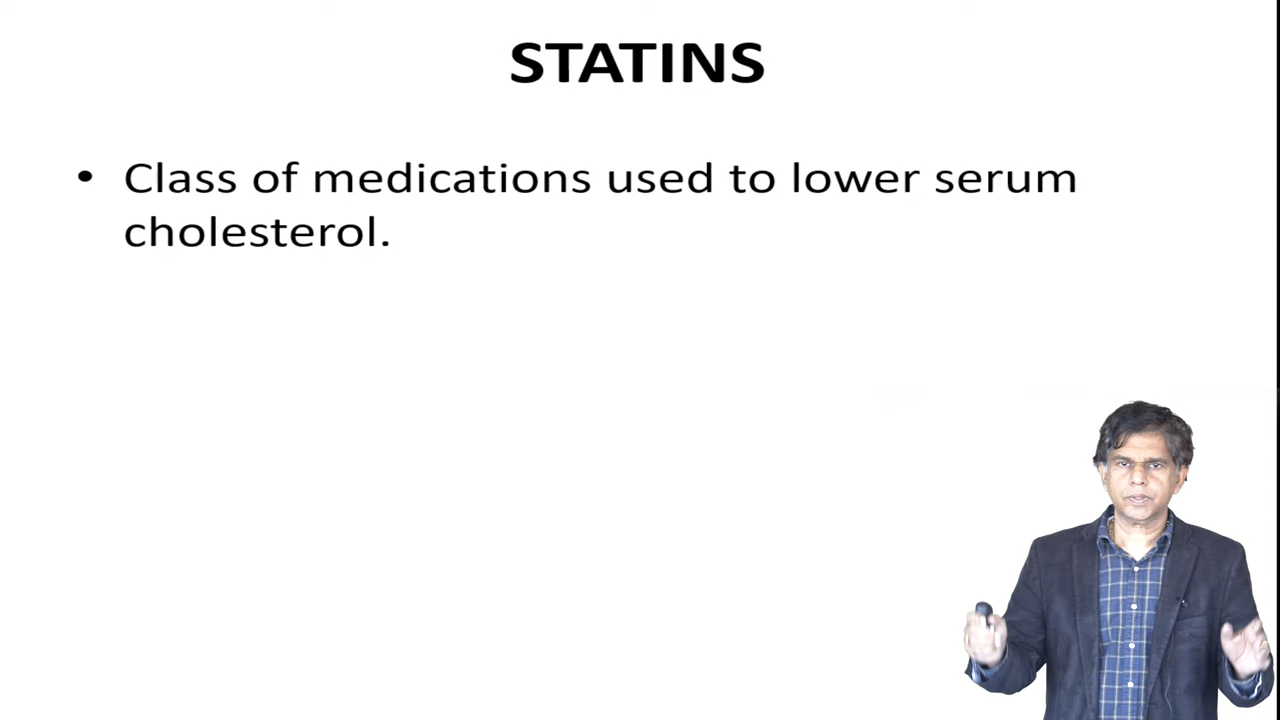 STATINS
• Class of medications used to lower serum
cholesterol.